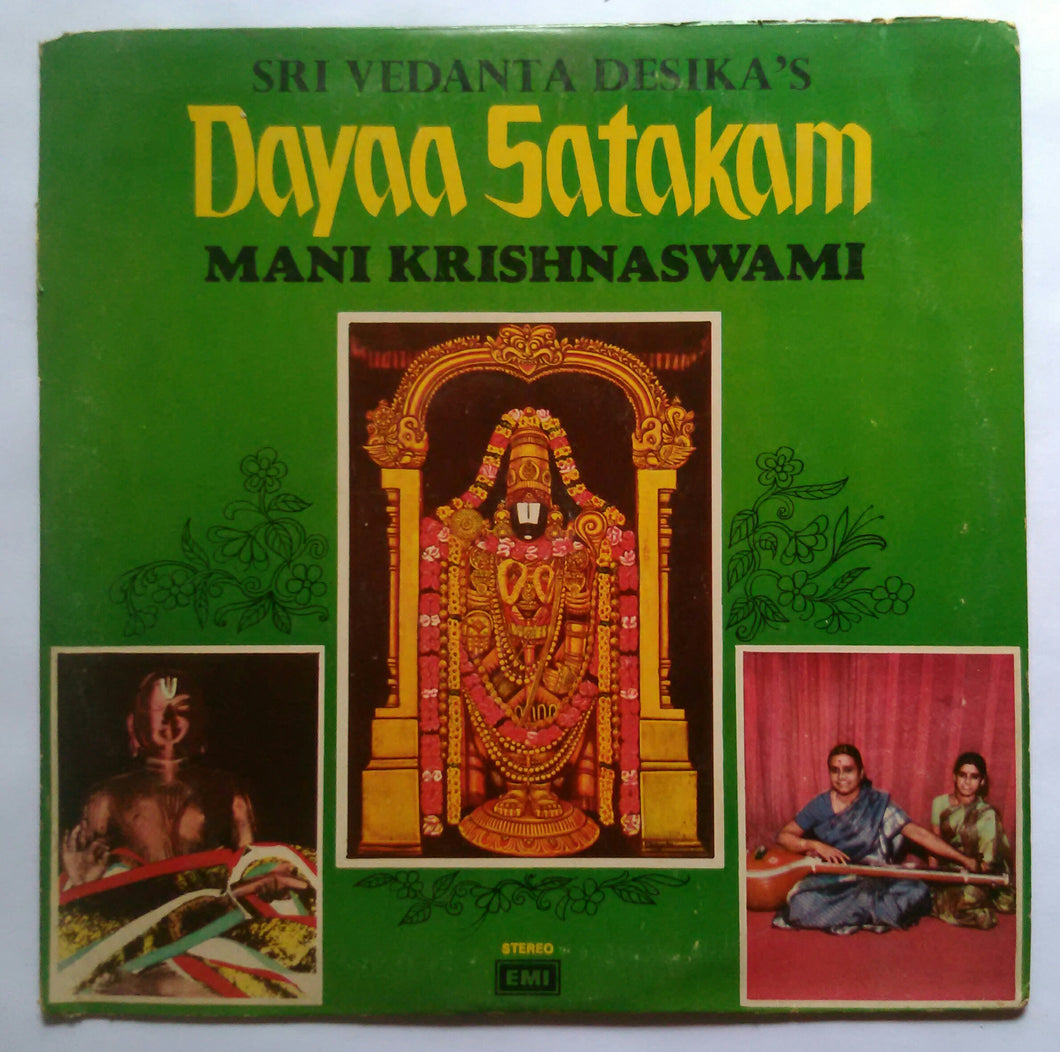 SRI VEDANTA DESIKA'S
Dayaa Satakam
MANI KRISHNASWAMI
STEREO
EMI